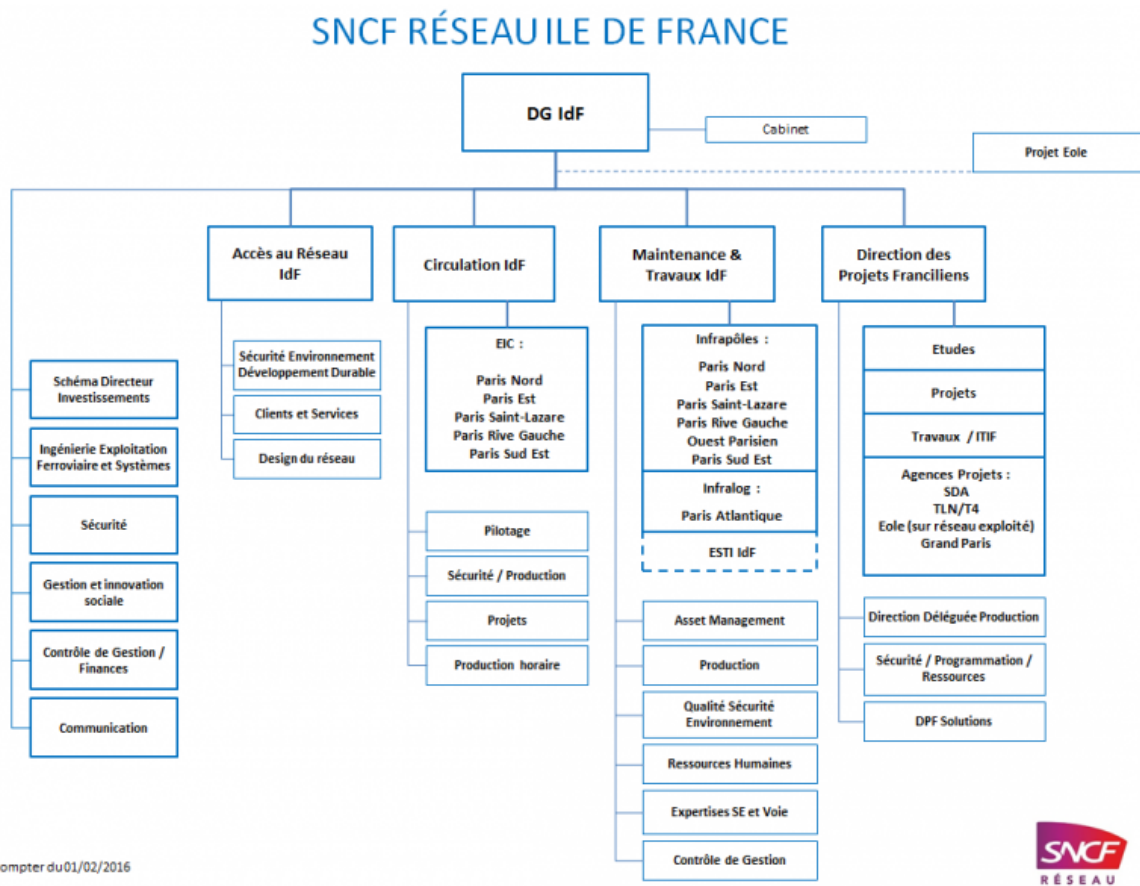 SNCF RÉSEAU ILE DE FRANCE
DG IdF
Cabinet
Projet Eole
Accès au Réseau
IdF
Circulation IdF
Maintenance &
Travaux IdF
Direction des
Projets Franciliens
Schéma Directeur
Investissements
Ingénierie Exploitation
Ferroviaire et Systèmes
Sécurité
Gestion et innovation
sociale
Contrôle de Gestion /
Finances
Communication
Sécurité Environnement
Développement Durable
Clients et Services
Design du réseau
EIC :
Paris Nord
Paris Est
Paris Saint-Lazare
Paris Rive Gauche
Paris Sud Est
Pilotage
Sécurité / Production
Projets
Production horaire
Infrapôles :
Paris Nord
Paris Est
Paris Saint-Lazare
Paris Rive Gauche
Ouest Parisien
Paris Sud Est
Infralog :
Paris Atlantique
ESTI IdF
Asset Management
Production
Qualité Sécurité
Environnement
Ressources Humaines
Expertises SE et Voie
Contrôle de Gestion
Etudes
Projets
Travaux / ITIF
Agences Projets :
SDA
TLN/T4
Eole (sur réseau exploité)
Grand Paris
Direction Déléguée Production
Sécurité / Programmation /
Ressources
DPF Solutions
ompter du 01/02/2016
SNCF
RÉSEAU